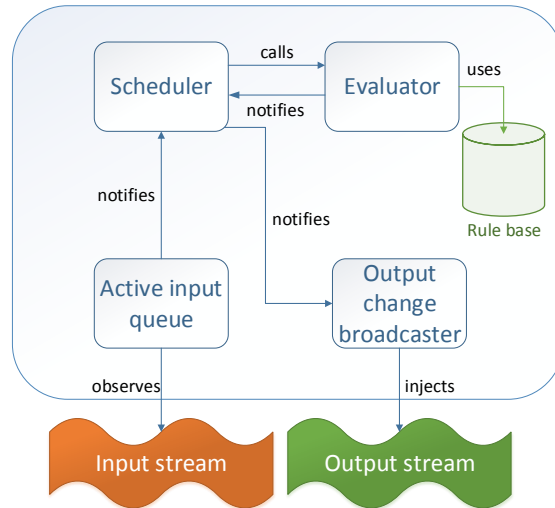 calls
Scheduler
Evaluator
uses
notifies
notifies
notifies
Rule base
Active input
queue
Output
change
broadcaster
observes
injects
Input stream
Output stream